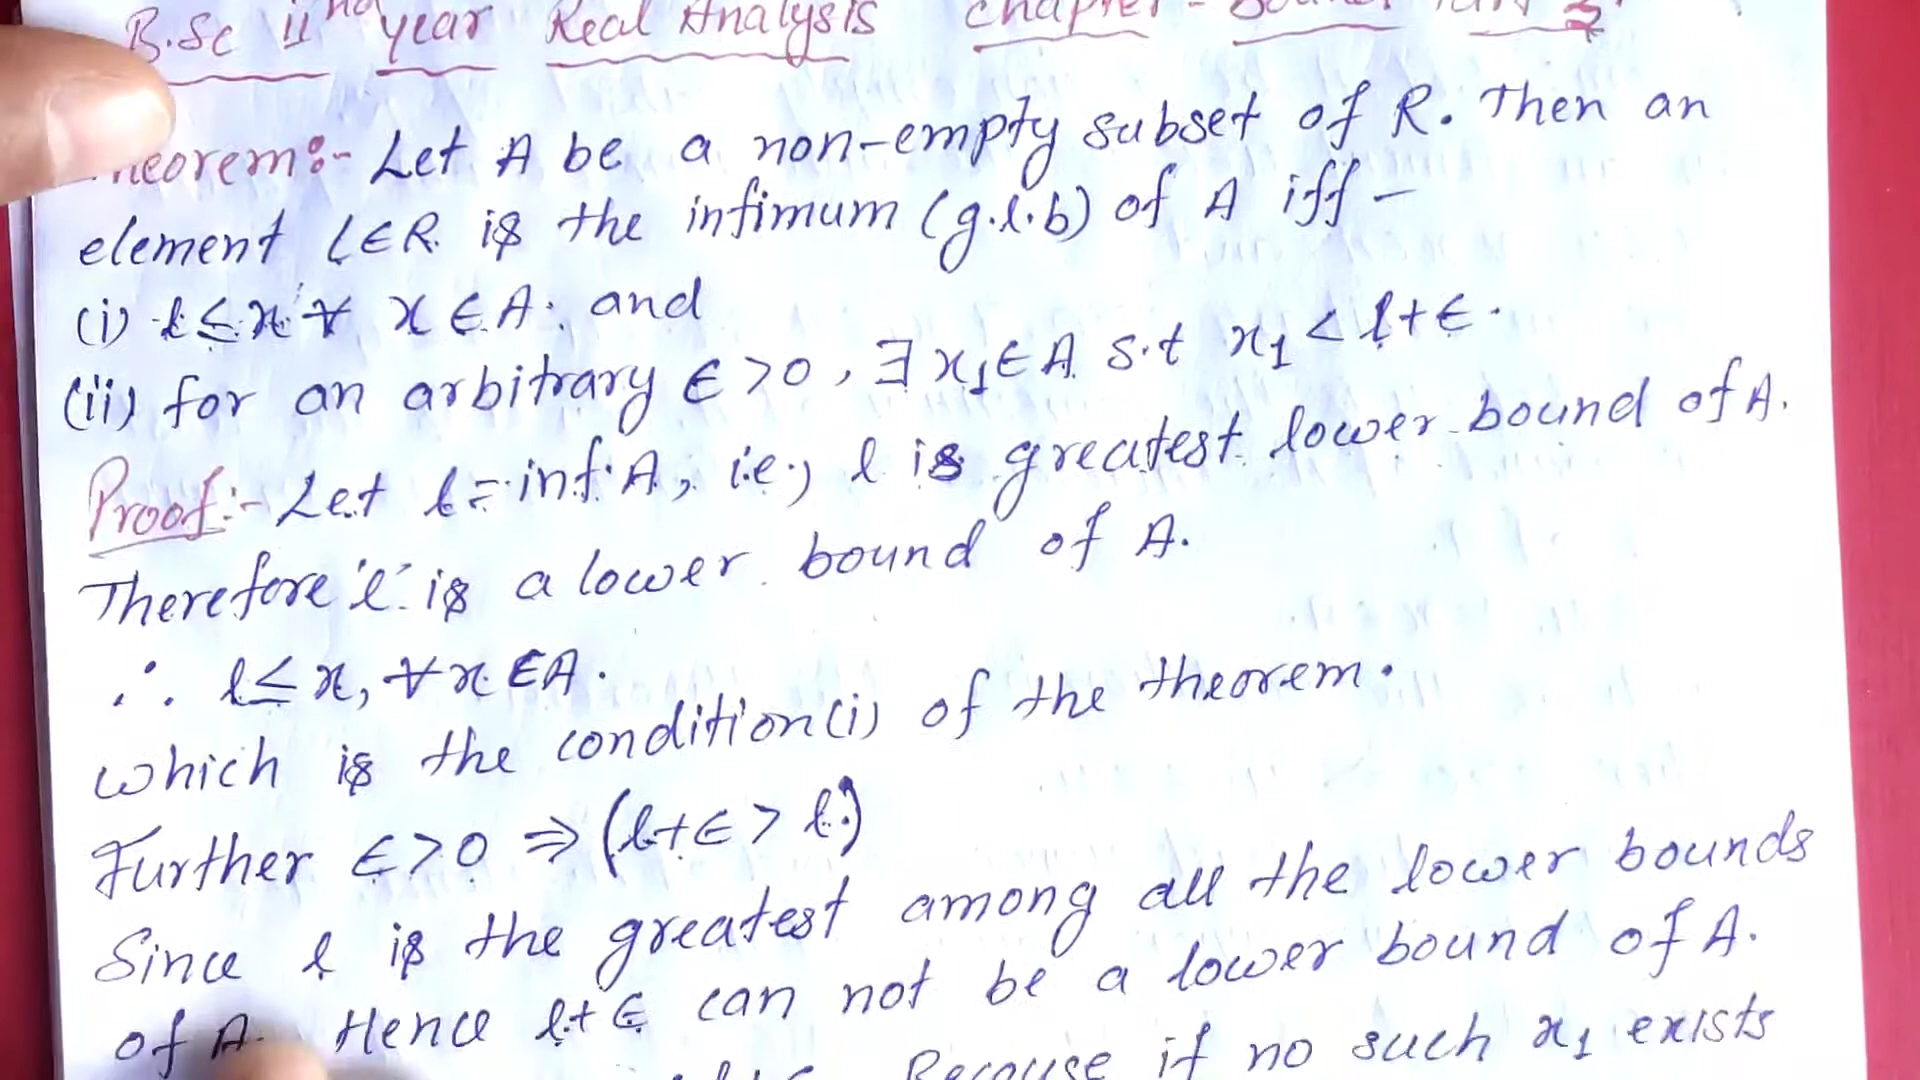 B.Sc IInd year Real Analysis Chapter-
Theorem:- Let A be a non-empty subset of R. Then an
element l∈R is the infimum (g.l.b) of A iff -
(i) l≤x ∀ x∈A. and
(ii) for an arbitrary ∈>0, ∃ x₁∈A s.t x₁ < l+∈.
Proof:- Let l=inf.A, i.e., l is greatest lower bound of A.
Therefore 'l' is a lower bound of A.
∴ l≤x, ∀x∈A.
which is the condition(i) of the theorem.
Further ∈>0 ⇒ (l+∈> l)
Since l is the greatest among all the lower bounds
of A. Hence l+∈ can not be a lower bound of A.
Because if no such x₁ exists